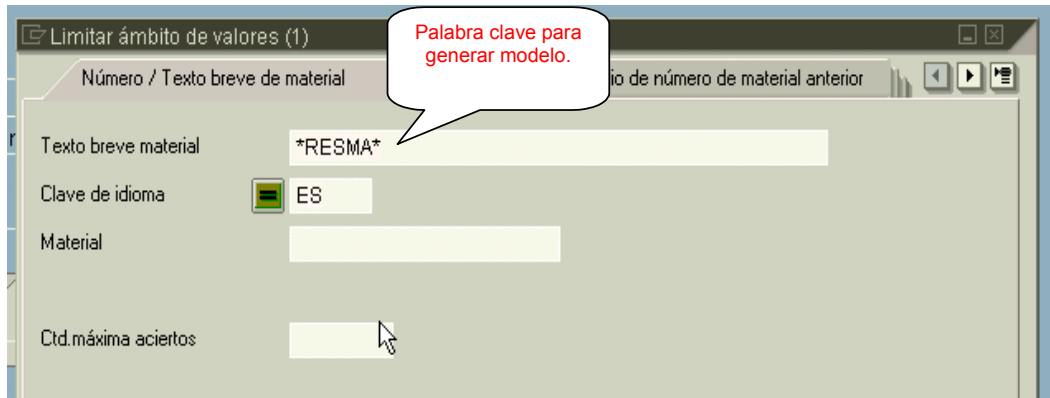 Limitar ámbito de valores (1)
Palabra clave para
generar modelo.
Número / Texto breve de material
io de número de material anterior
Texto breve material
*RESMA*
Clave de idioma
ES
Material
Ctd.máxima aciertos